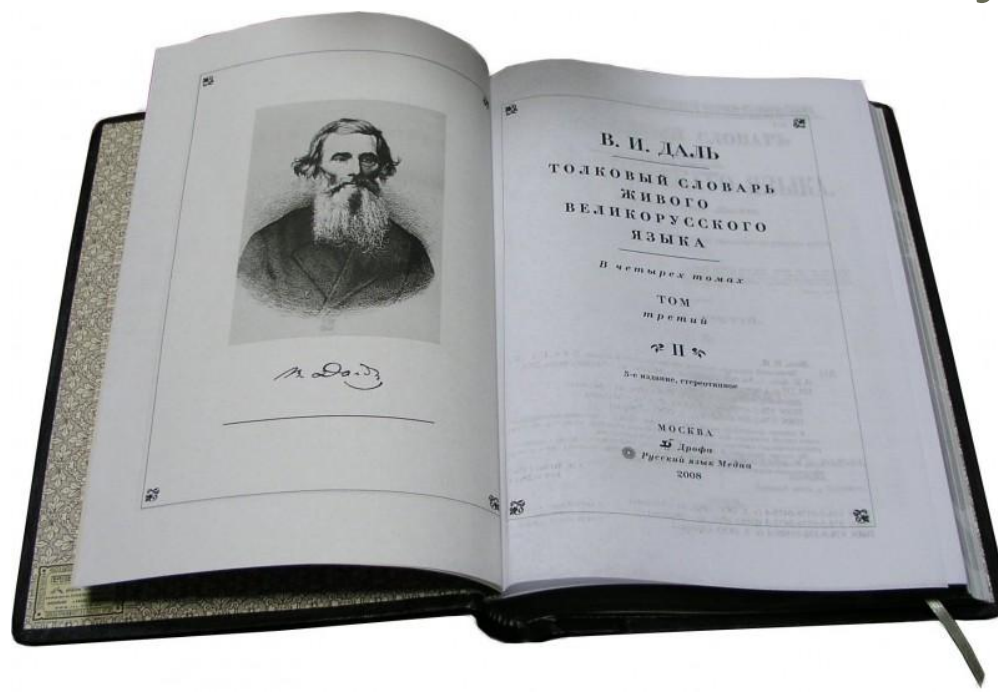 В. Даль
В. И. ДАЛЬ
ТОЛКОВЫЙ СЛОВАРЬ
ЖИВОГО
ВЕЛИКОРУССКОГО
ЯЗЫКА
В четырех томах
ТОМ
третий
П
5-е издание, стереотипное
МОСКВА
Дрофа
Русский язык Медиа
2008